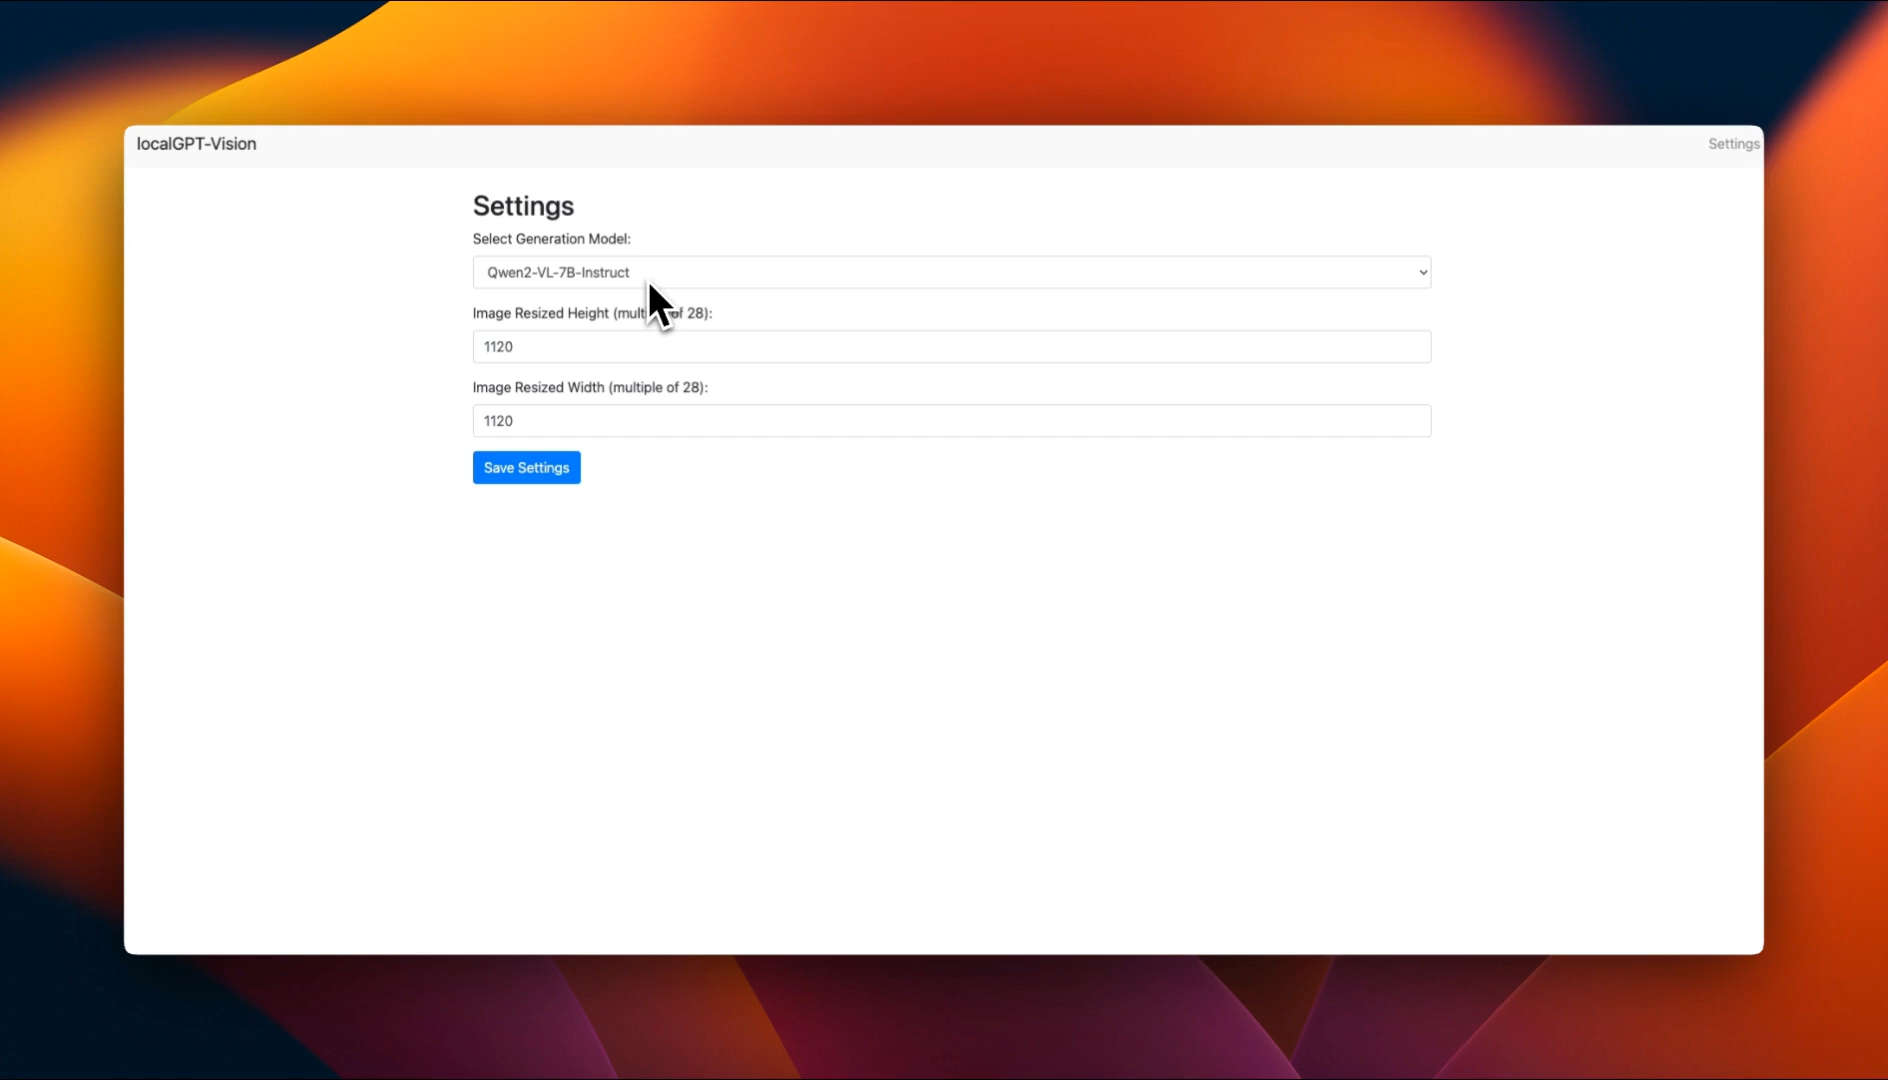 localGPT-Vision
Settings
Settings
Select Generation Model:
Qwen2-VL-7B-Instruct
Image Resized Height (mult of 28):
1120
Image Resized Width (multiple of 28):
1120
Save Settings